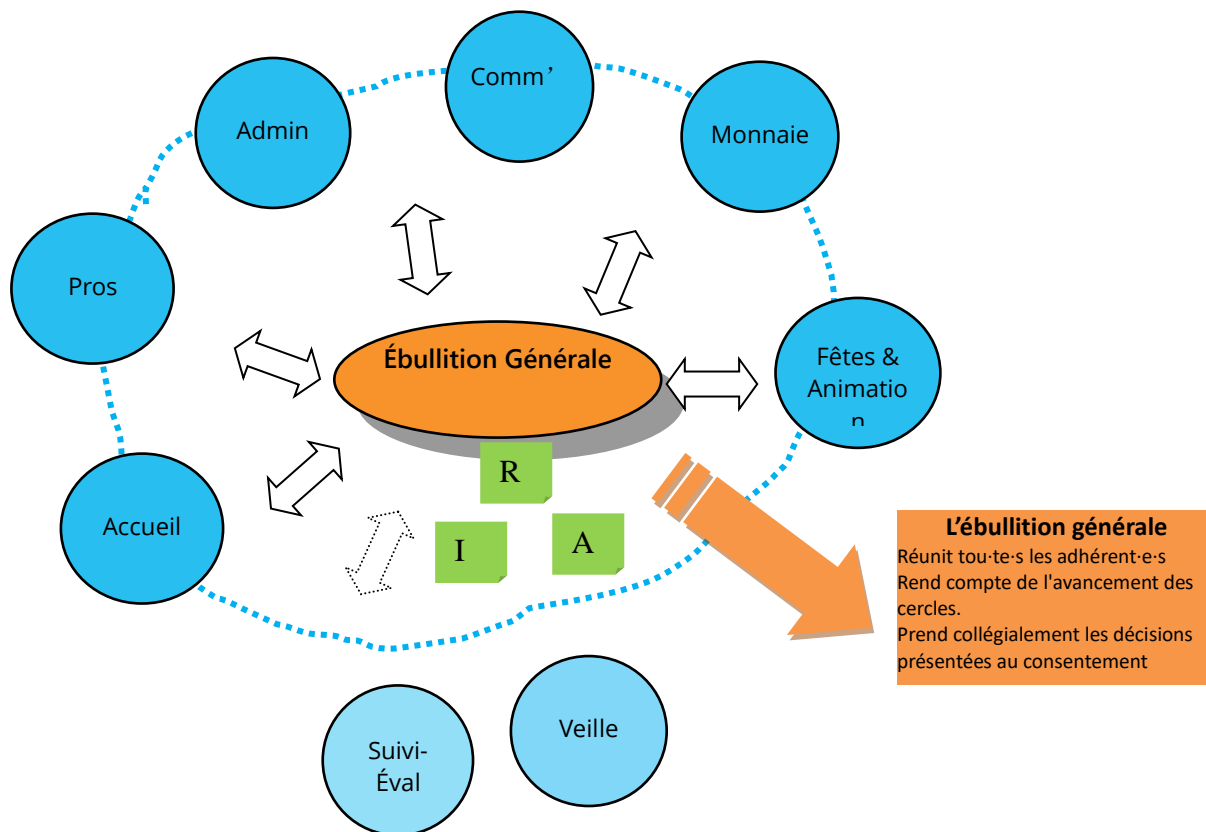 Comm’
Admin
Monnaie
Pros
Ébullition Générale
Fêtes &
Animatio
n
R
I
A
Accueil
L’ébullition générale
Réunit tou·te·s les adhérent·e·s
Rend compte de l'avancement des
cercles.
Prend collégialement les décisions
présentées au consentement
Suivi-
Éval
Veille